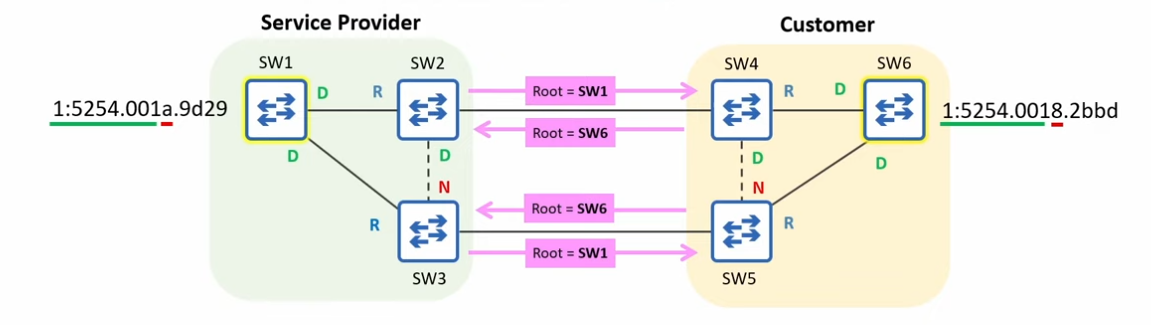 Service Provider
Customer
SW1
SW2
SW4
SW6
D
R
Root = SW1
R
D
1:5254.001a.9d29
1:5254.0018.2bbd
Root = SW6
D
D
D
D
N
N
R
Root = SW6
R
Root = SW1
SW3
SW5